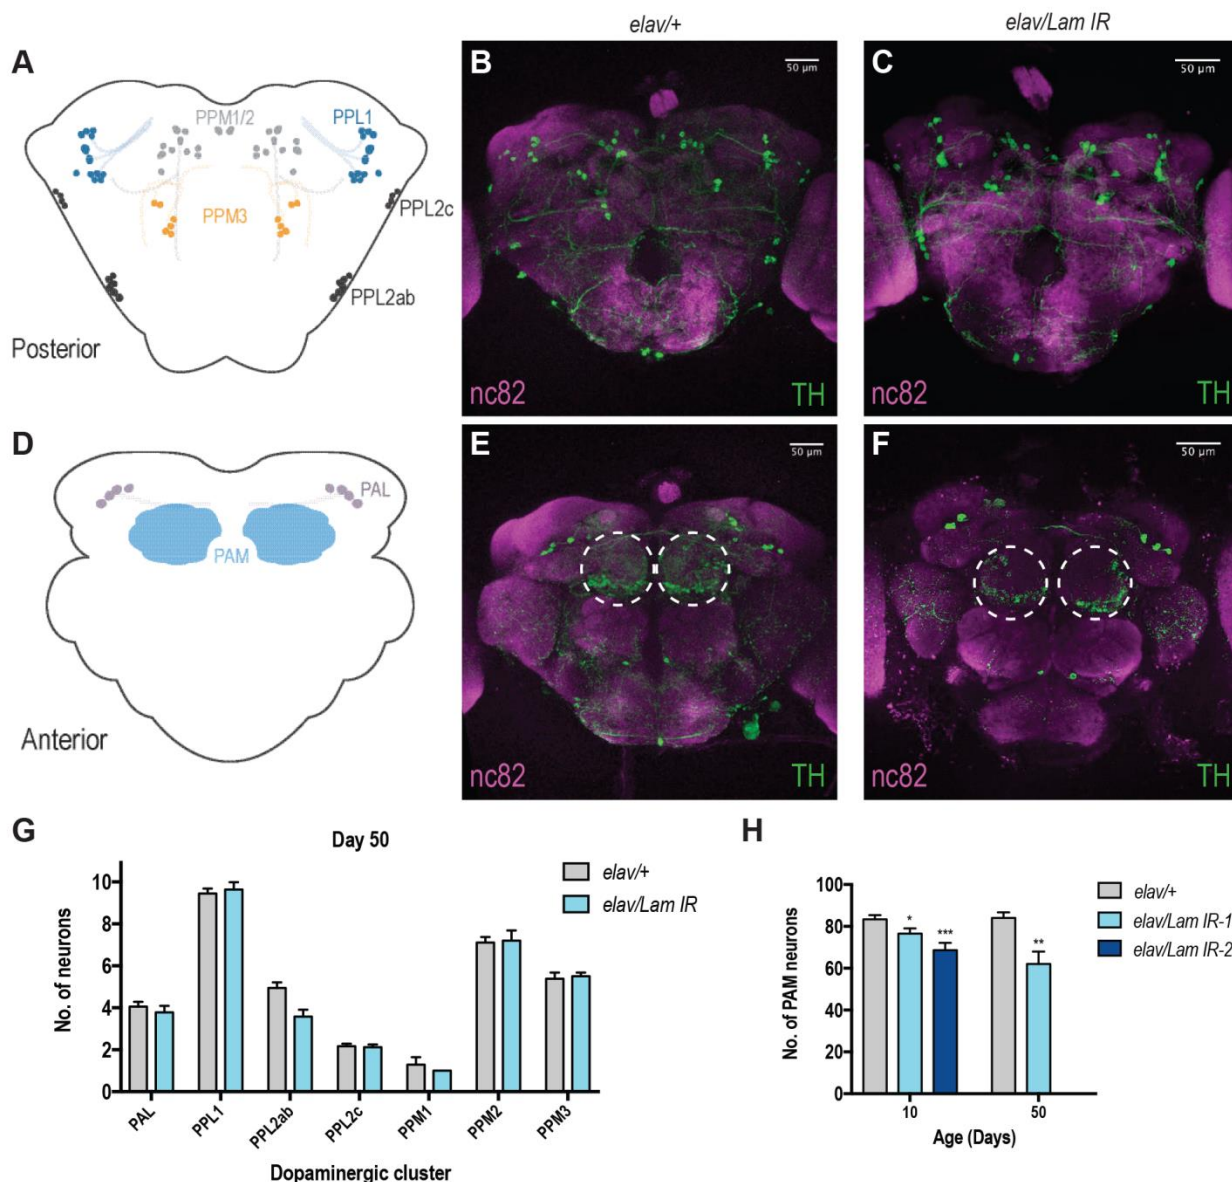 elav/+
elav/Lam IR
A
PPM1/2
PPL1
PPM3
PPL2c
PPL2ab
Posterior
B
50 µm
nc82
TH
C
50 µm
nc82
TH
D
PAL
PAM
Anterior
E
50 µm
nc82
TH
F
50 µm
nc82
TH
G
Day 50
elav/+
elav/Lam IR
No. of neurons
10
8
6
4
2
0
PAL
PPL1
PPL2ab
PPL2c
PPM1
PPM2
PPM3
Dopaminergic cluster
H
elav/+
elav/Lam IR-1
elav/Lam IR-2
No. of PAM neurons
100
80
60
40
20
0
*
***
**
10
50
Age (Days)